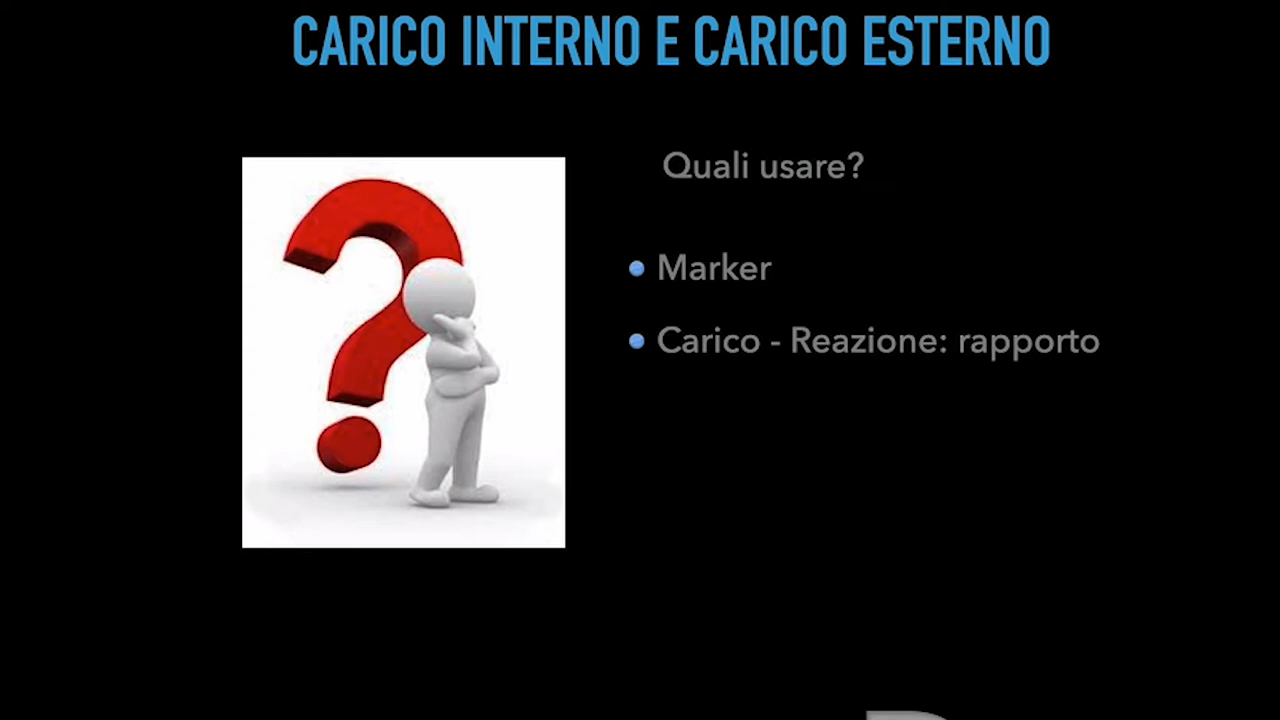 CARICO INTERNO E CARICO ESTERNO
Quali usare?
Marker
Carico - Reazione: rapporto